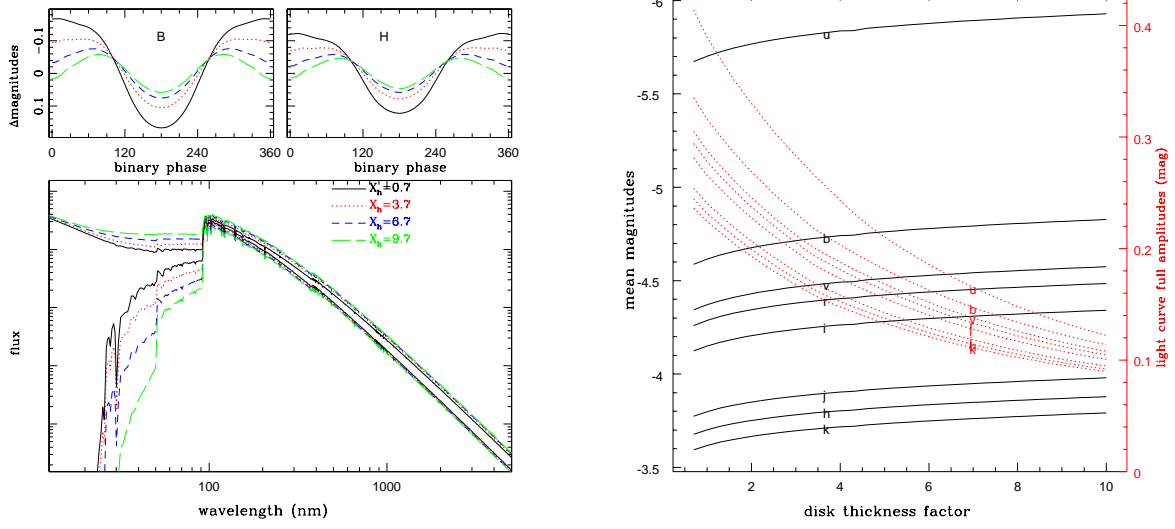 B
H
Δmagnitudes
-0.1
0
0.1
0
120
240
360
0
120
240
360
binary phase
binary phase
flux
X_h=0.7
X_h=3.7
X_h=6.7
X_h=9.7
100
1000
wavelength (nm)
mean magnitudes
-6
-5.5
-5
-4.5
-4
-3.5
u
b
v
r
i
j
h
k
u
b
v
r
i
j
h
k
2
4
6
8
10
disk thickness factor
0.4
0.3
0.2
0.1
0
light curve full amplitudes (mag)